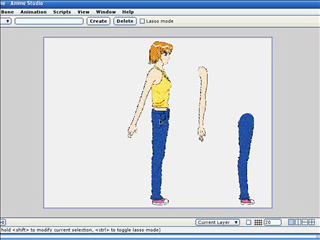 ne - Anime Studio
Bone Animation Scripts View Window Help
Create Delete Lasso mode
Current Layer 20
hold <shift> to modify current selection, <ctrl> to toggle lasso mode)